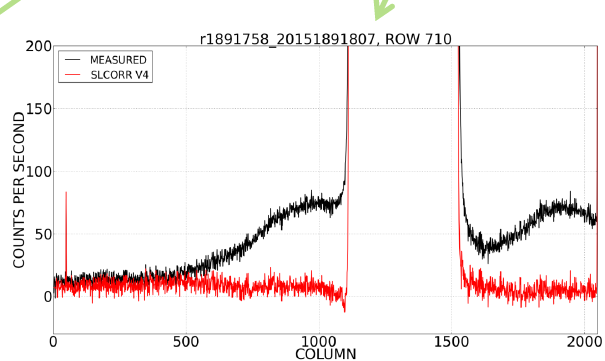 r1891758_20151891807, ROW 710
MEASURED
SLCORR V4
COUNTS PER SECOND
200
150
100
50
0
0 500 1000 1500 2000
COLUMN